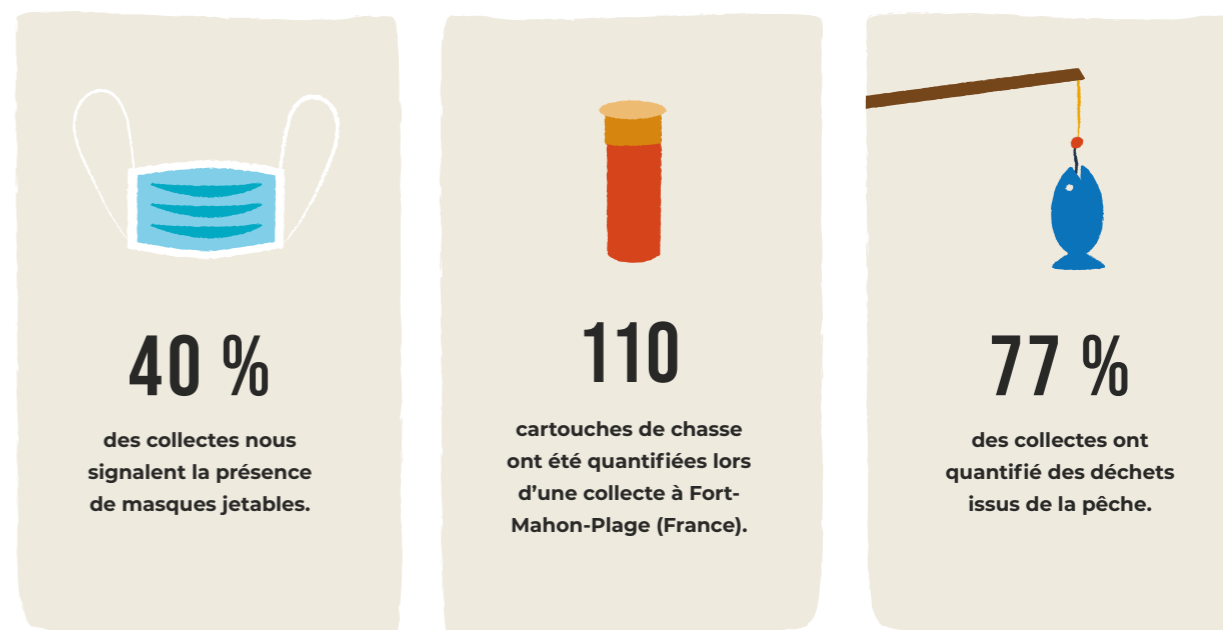 40 %
des collectes nous
signalent la présence
de masques jetables.
110
cartouches de chasse
ont été quantifiées lors
d’une collecte à Fort-
Mahon-Plage (France).
77 %
des collectes ont
quantifié des déchets
issus de la pêche.